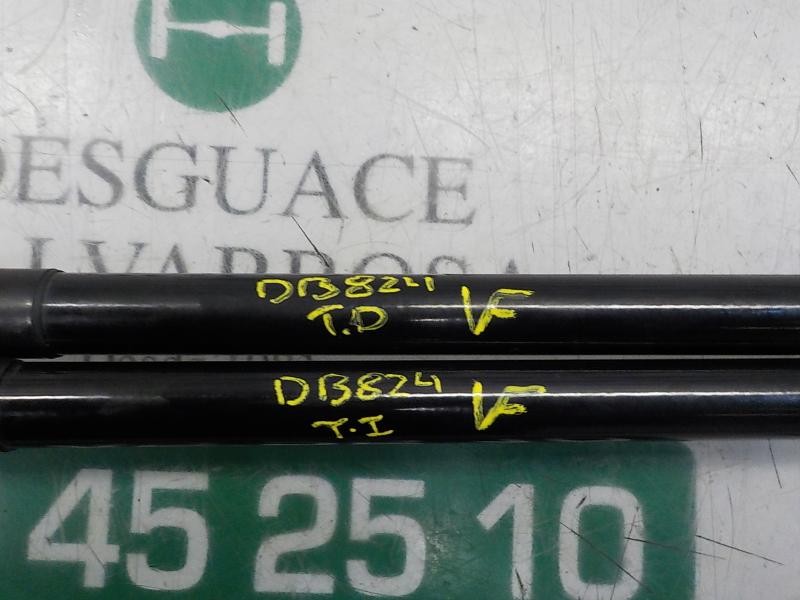 DESGUACE
DB824
T.D
VF
DB824
T.I
VF
45 25 10